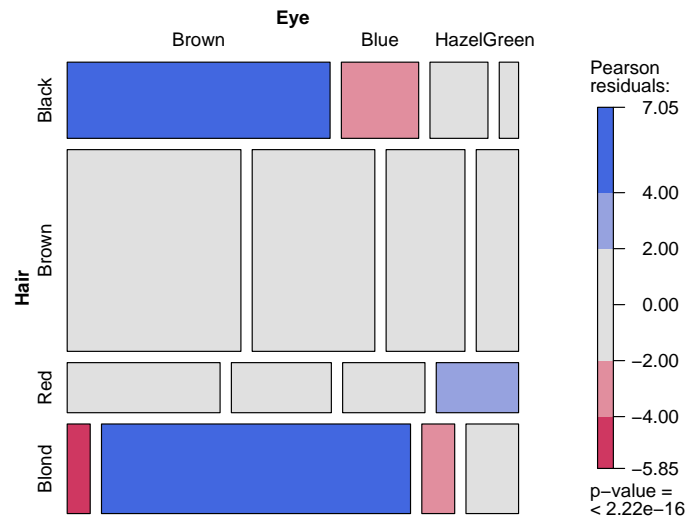 Eye
Brown Blue HazelGreen
Hair
Black
Brown
Red
Blond
Pearson
residuals:
7.05
4.00
2.00
0.00
−2.00
−4.00
−5.85
p−value =
< 2.22e−16